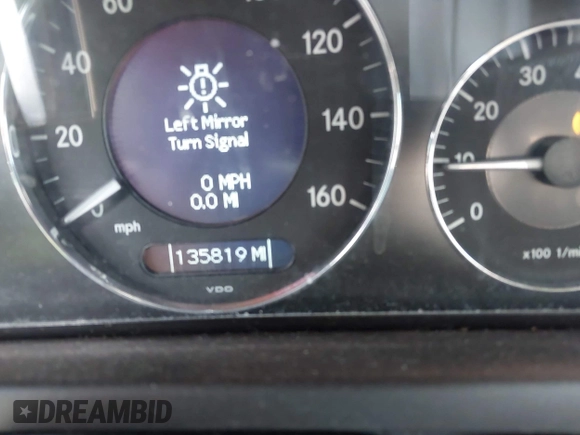 60
120
40
140
20
160
0
mph
Left Mirror
Turn Signal
0 MPH
0.0 MI
135819 MI
VDO
30
20
10
0
x100 1/mi
DREAMBID